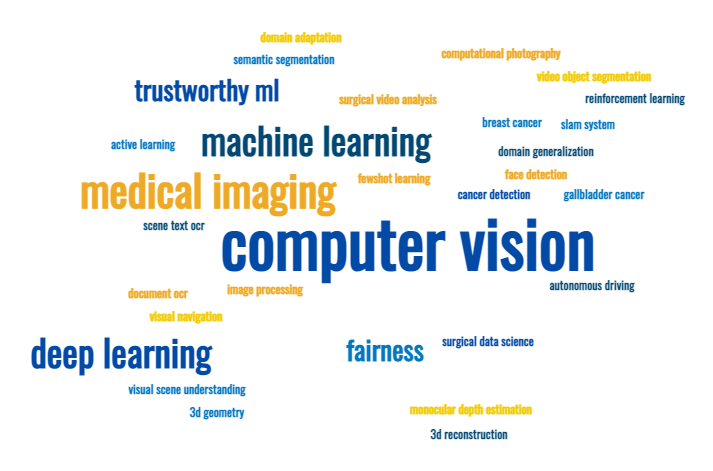 domain adaptation
computational photography
semantic segmentation
video object segmentation
trustworthy ml
surgical video analysis
reinforcement learning
breast cancer
slam system
active learning
machine learning
domain generalization
face detection
fewshot learning
medical imaging
cancer detection
gallbladder cancer
scene text ocr
computer vision
autonomous driving
document ocr
image processing
visual navigation
surgical data science
deep learning
fairness
visual scene understanding
3d geometry
monocular depth estimation
3d reconstruction